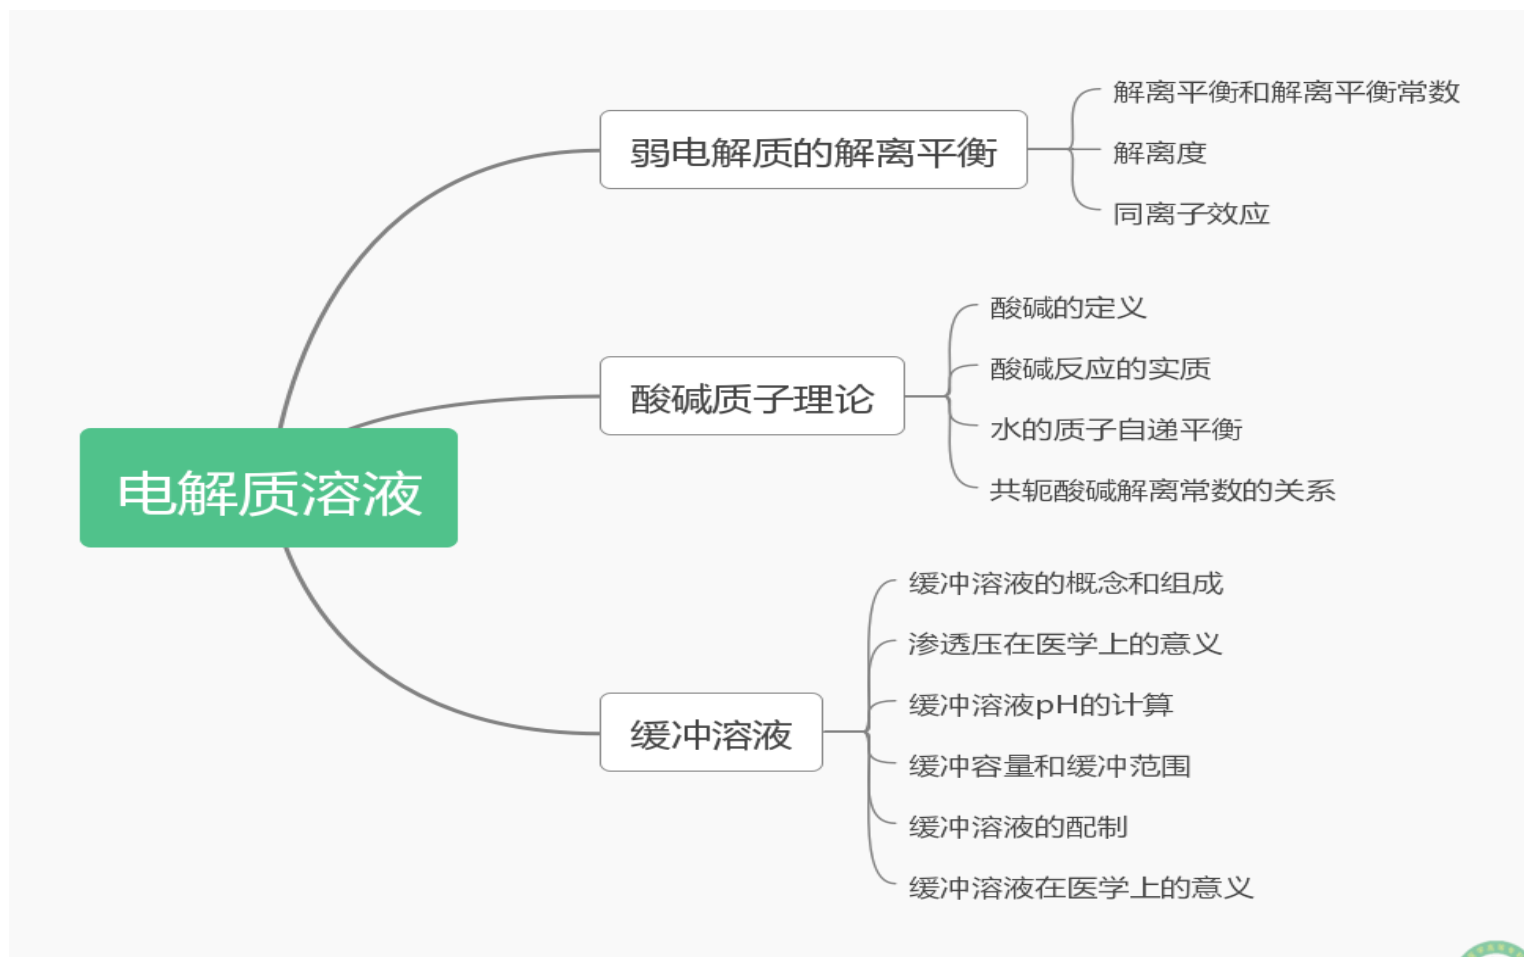 电解质溶液
弱电解质的解离平衡
解离平衡和解离平衡常数
解离度
同离子效应
酸碱质子理论
酸碱的定义
酸碱反应的实质
水的质子自递平衡
共轭酸碱解离常数的关系
缓冲溶液
缓冲溶液的概念和组成
渗透压在医学上的意义
缓冲溶液pH的计算
缓冲容量和缓冲范围
缓冲溶液的配制
缓冲溶液在医学上的意义